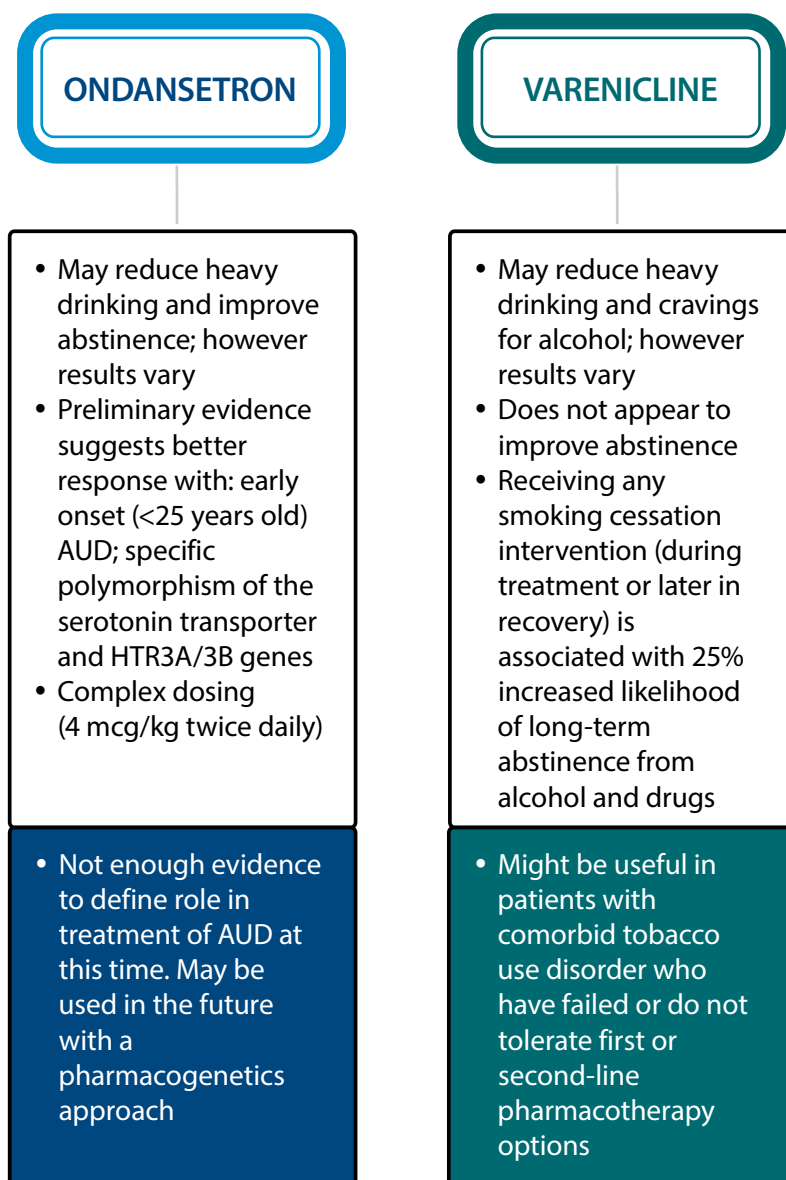 ONDANSETRON
• May reduce heavy
drinking and improve
abstinence; however
results vary
• Preliminary evidence
suggests better
response with: early
onset (<25 years old)
AUD; specific
polymorphism of the
serotonin transporter
and HTR3A/3B genes
• Complex dosing
(4 mcg/kg twice daily)
• Not enough evidence
to define role in
treatment of AUD at
this time. May be
used in the future
with a
pharmacogenetics
approach
VARENICLINE
• May reduce heavy
drinking and cravings
for alcohol; however
results vary
• Does not appear to
improve abstinence
• Receiving any
smoking cessation
intervention (during
treatment or later in
recovery) is
associated with 25%
increased likelihood
of long-term
abstinence from
alcohol and drugs
• Might be useful in
patients with
comorbid tobacco
use disorder who
have failed or do not
tolerate first or
second-line
pharmacotherapy
options